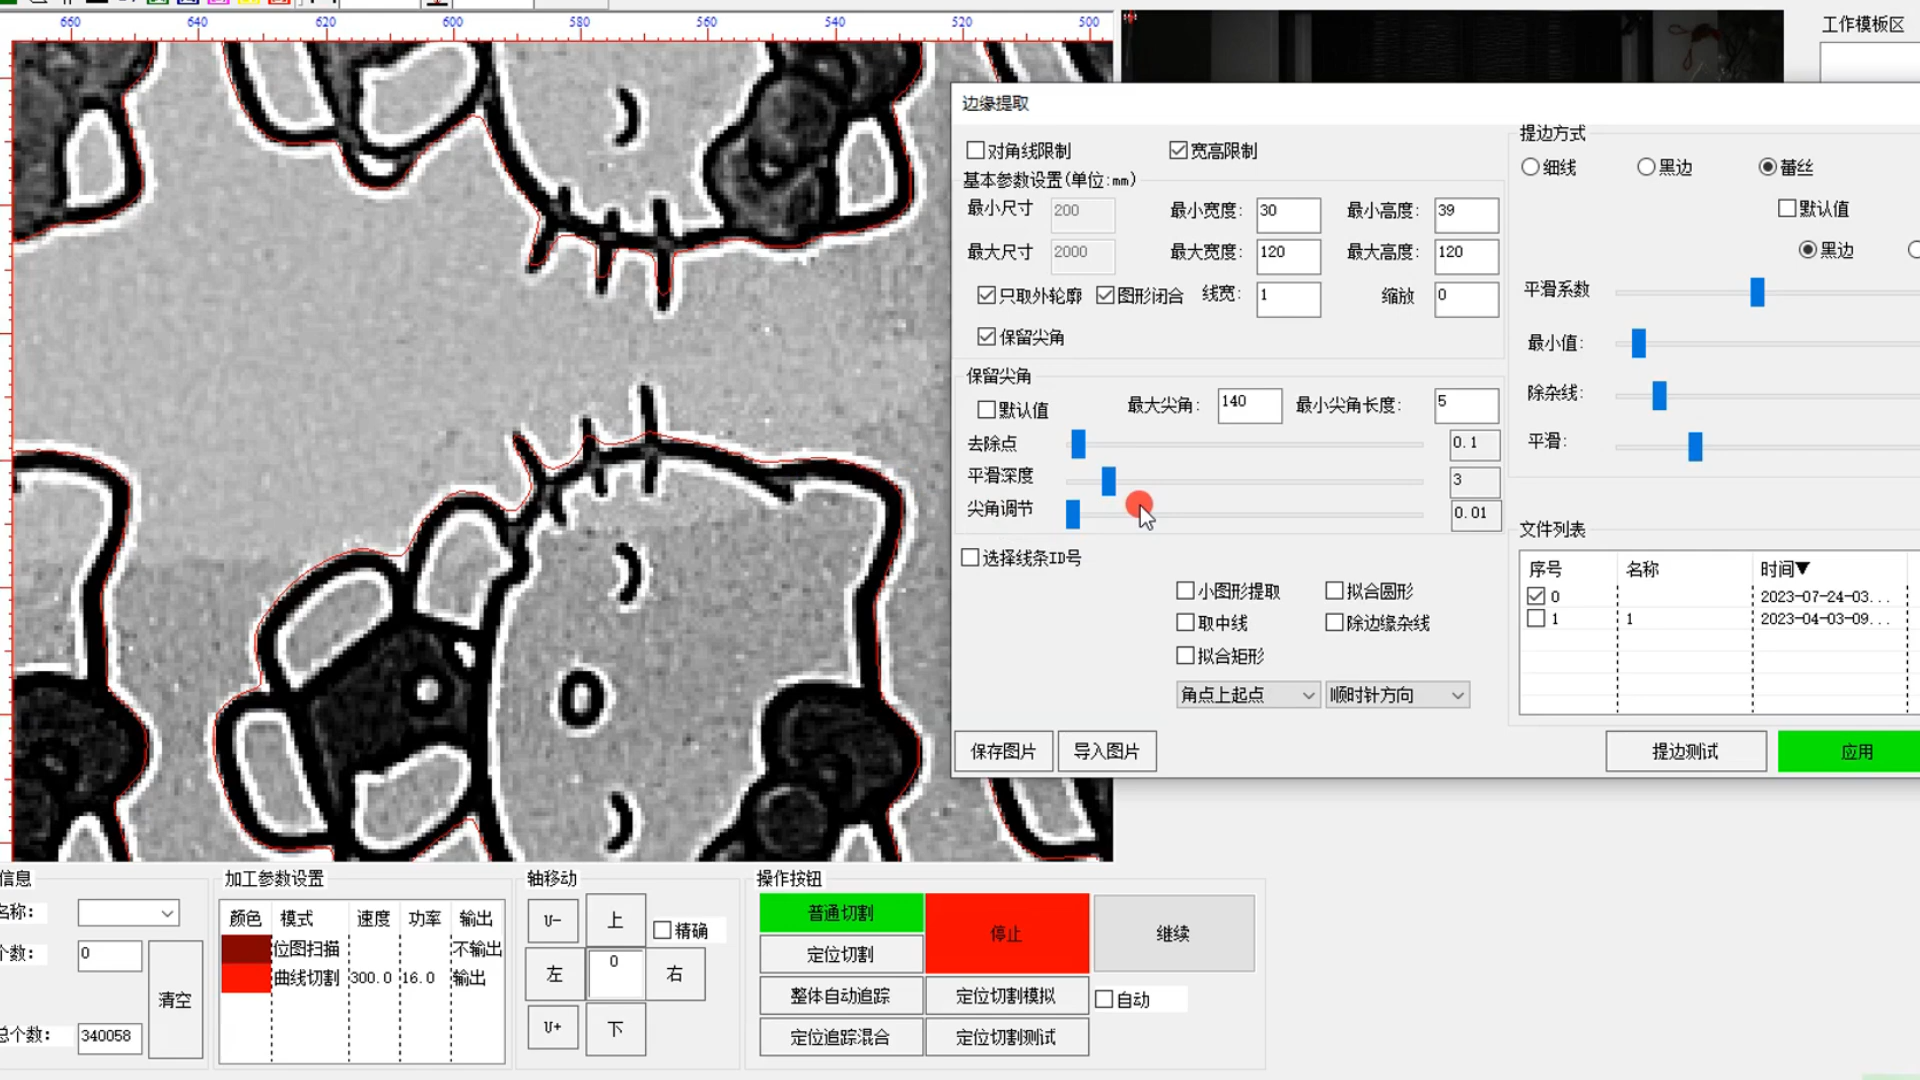 660 640 620 600 580 560 540 520 500
工作模板区
边缘提取
对角线限制 宽高限制
基本参数设置(单位:mm)
最小尺寸 200 最小宽度: 30 最小高度: 39
最大尺寸 2000 最大宽度: 120 最大高度: 120
只取外轮廓 图形闭合 线宽: 1 缩放 0
保留尖角
保留尖角
默认值 最大尖角: 140 最小尖角长度: 5
去除点 0.1
平滑深度 3
尖角调节 0.01
选择线条ID号
小图形提取 拟合圆形
取中线 除边缘杂线
拟合矩形
角点上起点 顺时针方向
保存图片 导入图片
提边方式
细线 黑边 蕾丝
默认值
黑边
平滑系数
最小值:
除杂线:
平滑:
文件列表
序号 名称 时间▼
0 2023-07-24-03...
1 1 2023-04-03-09...
提边测试 应用
信息
名称:
个数: 0
清空
总个数: 340058
加工参数设置
颜色 模式 速度 功率 输出
位图扫描 不输出
曲线切割 300.0 16.0 输出
轴移动
U- 上 精确
左 0 右
U+ 下
操作按钮
普通切割 停止 继续
定位切割
整体自动追踪 定位切割模拟 自动
定位追踪混合 定位切割测试